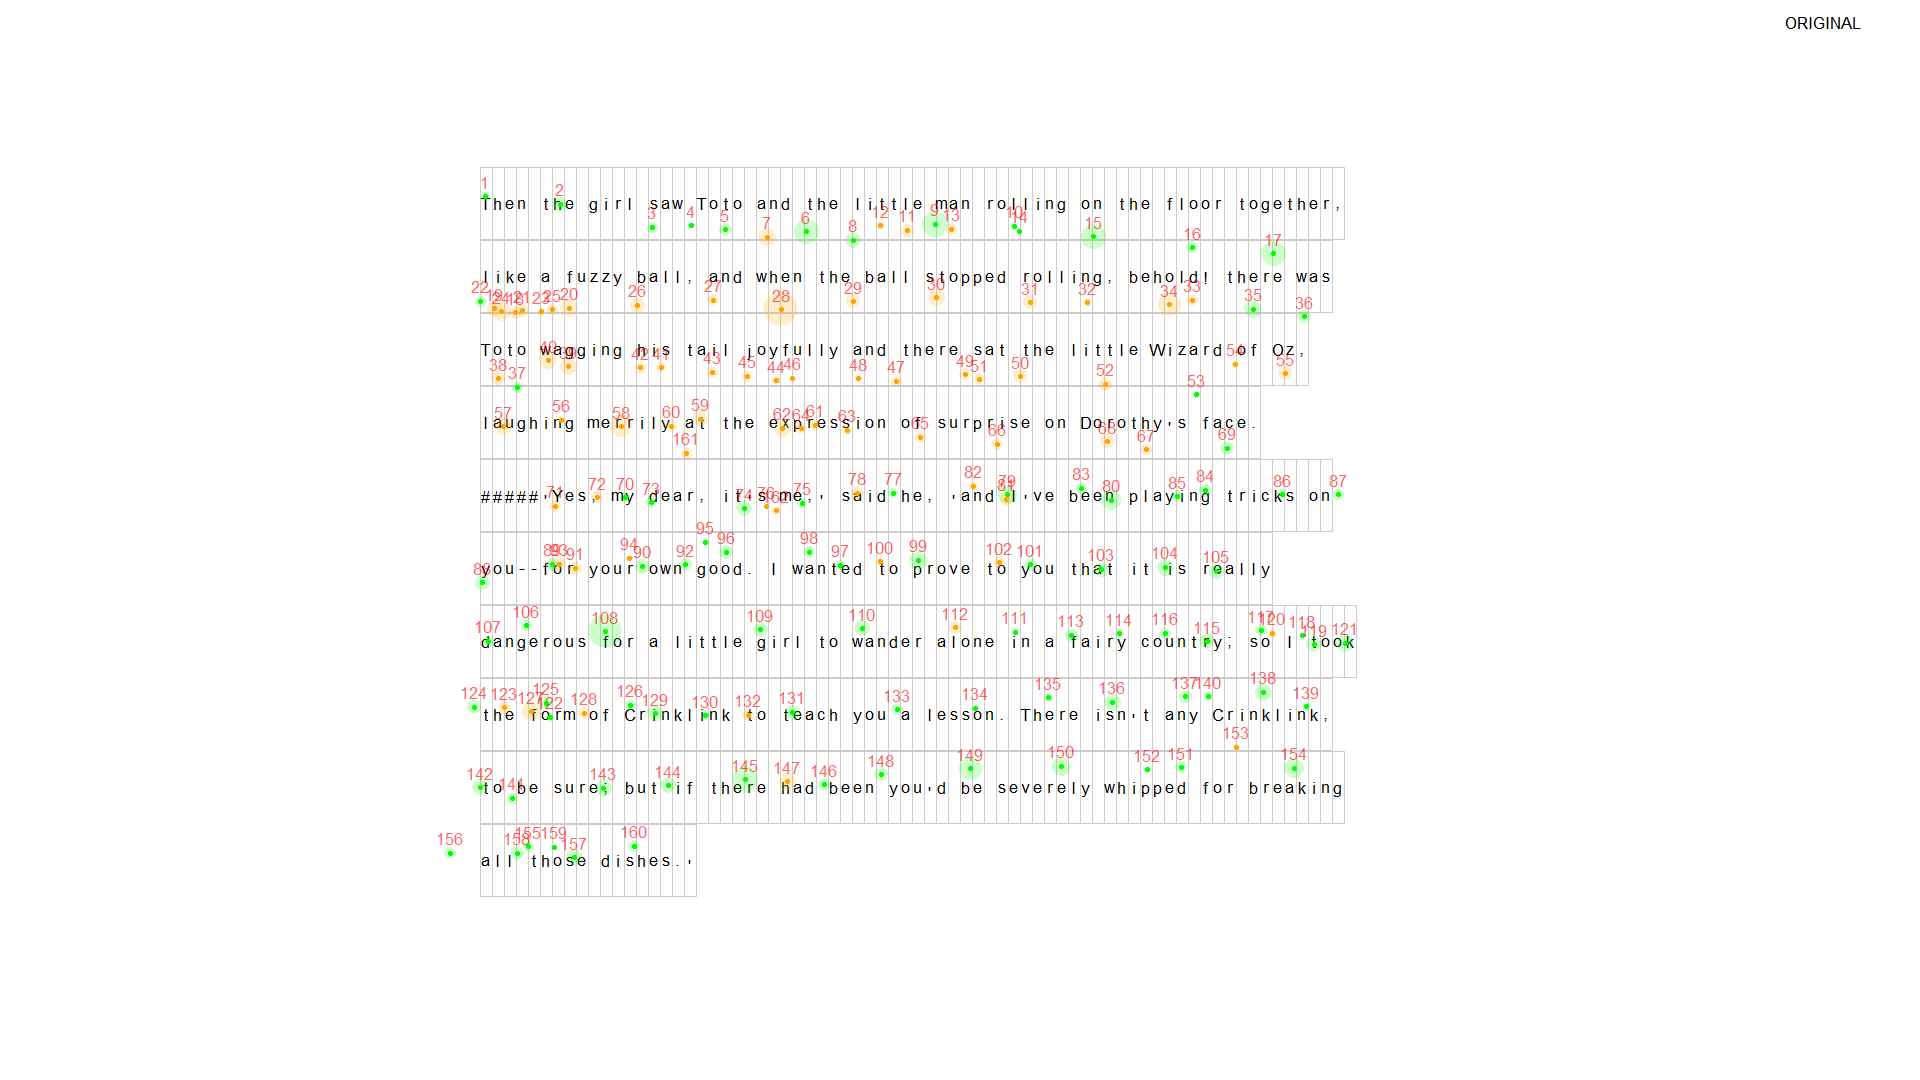 ORIGINAL
Then the girl saw Toto and the little man rolling on the floor together,
like a fuzzy ball, and when the ball stopped rolling, behold! there was
Toto wagging his tail joyfully and there sat the little Wizard of Oz,
laughing merrily at the expression of surprise on Dorothy's face.
#####'Yes, my dear, it's me,' said he, 'and I've been playing tricks on
you--for your own good. I wanted to prove to you that it is really
dangerous for a little girl to wander alone in a fairy country; so I took
the form of Crinklink to teach you a lesson. There isn't any Crinklink,
to be sure; but if there had been you'd be severely whipped for breaking
all those dishes.'